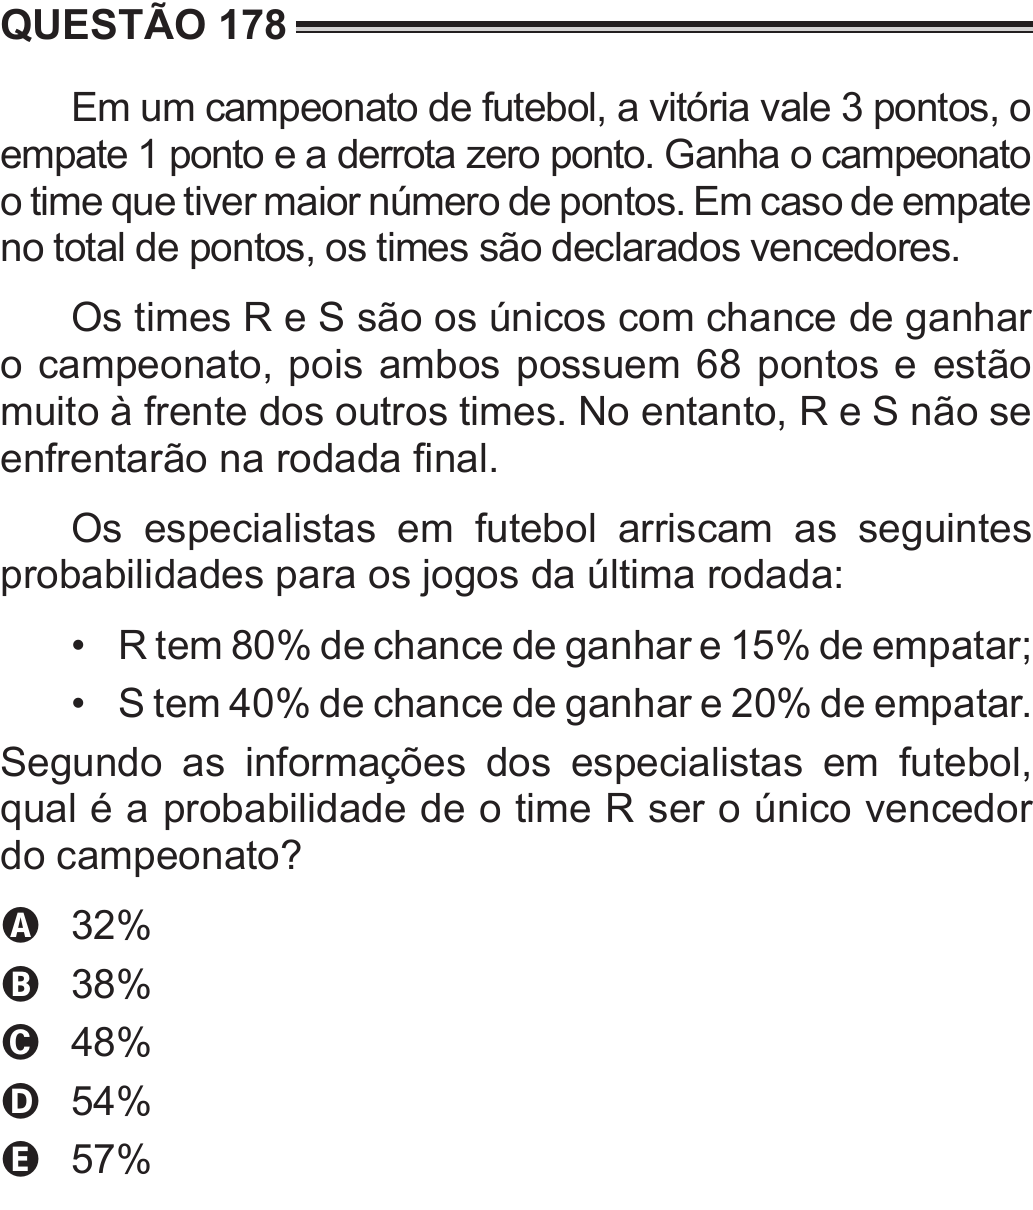 QUESTÃO 178
Em um campeonato de futebol, a vitória vale 3 pontos, o
empate 1 ponto e a derrota zero ponto. Ganha o campeonato
o time que tiver maior número de pontos. Em caso de empate
no total de pontos, os times são declarados vencedores.
Os times R e S são os únicos com chance de ganhar
o campeonato, pois ambos possuem 68 pontos e estão
muito à frente dos outros times. No entanto, R e S não se
enfrentarão na rodada final.
Os especialistas em futebol arriscam as seguintes
probabilidades para os jogos da última rodada:
• R tem 80% de chance de ganhar e 15% de empatar;
• S tem 40% de chance de ganhar e 20% de empatar.
Segundo as informações dos especialistas em futebol,
qual é a probabilidade de o time R ser o único vencedor
do campeonato?
A 32%
B 38%
C 48%
D 54%
E 57%